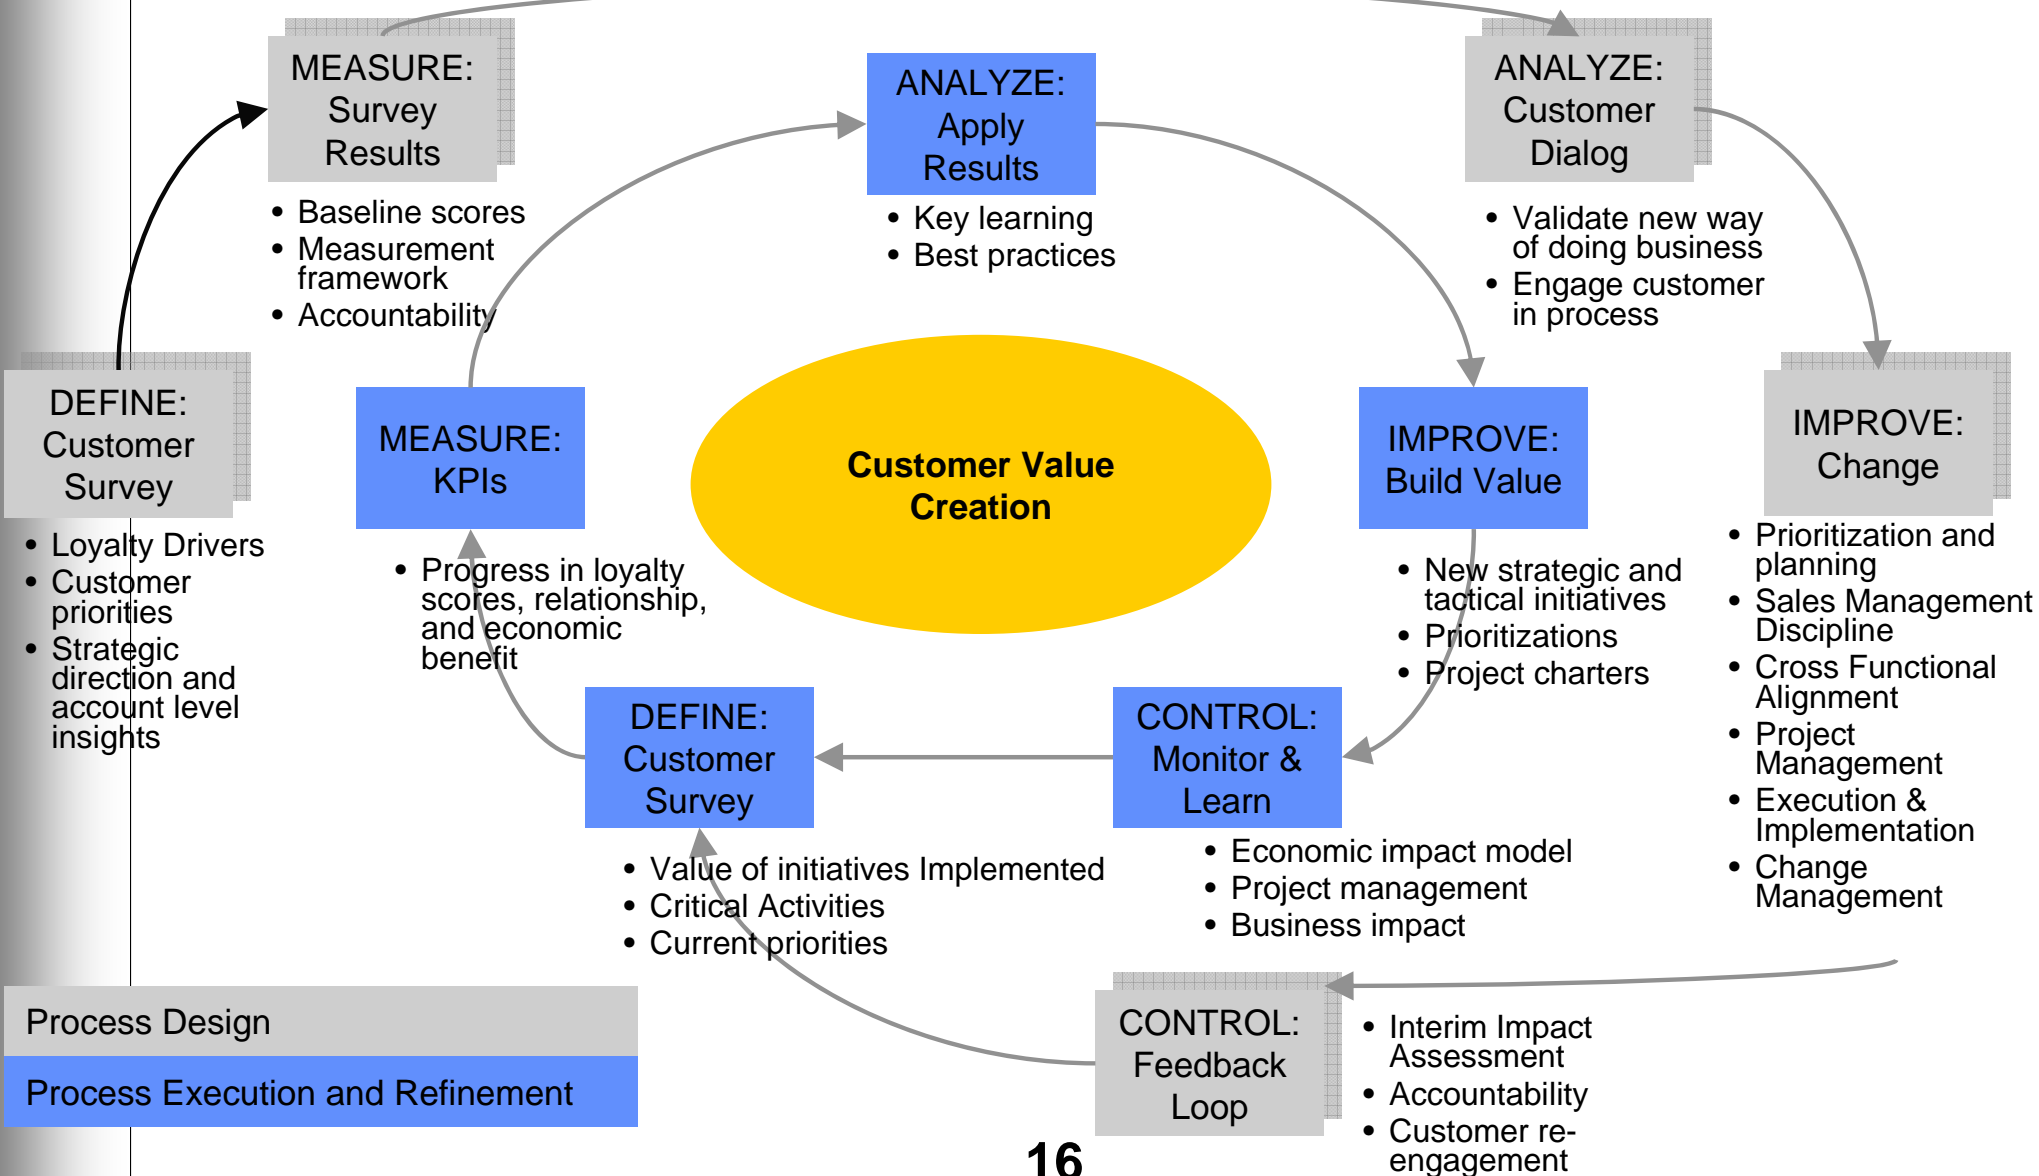 MEASURE:
Survey
Results
• Baseline scores
• Measurement
framework
• Accountability
ANALYZE:
Apply
Results
• Key learning
• Best practices
ANALYZE:
Customer
Dialog
• Validate new way
of doing business
• Engage customer
in process
DEFINE:
Customer
Survey
• Loyalty Drivers
• Customer
priorities
• Strategic
direction and
account level
insights
MEASURE:
KPIs
• Progress in loyalty
scores, relationship,
and economic
benefit
Customer Value
Creation
IMPROVE:
Build Value
• New strategic and
tactical initiatives
• Prioritizations
• Project charters
IMPROVE:
Change
• Prioritization and
planning
• Sales Management
Discipline
• Cross Functional
Alignment
• Project
Management
• Execution &
Implementation
• Change
Management
DEFINE:
Customer
Survey
• Value of initiatives Implemented
• Critical Activities
• Current priorities
CONTROL:
Monitor &
Learn
• Economic impact model
• Project management
• Business impact
CONTROL:
Feedback
Loop
• Interim Impact
Assessment
• Accountability
• Customer re-
engagement
Process Design
Process Execution and Refinement
16